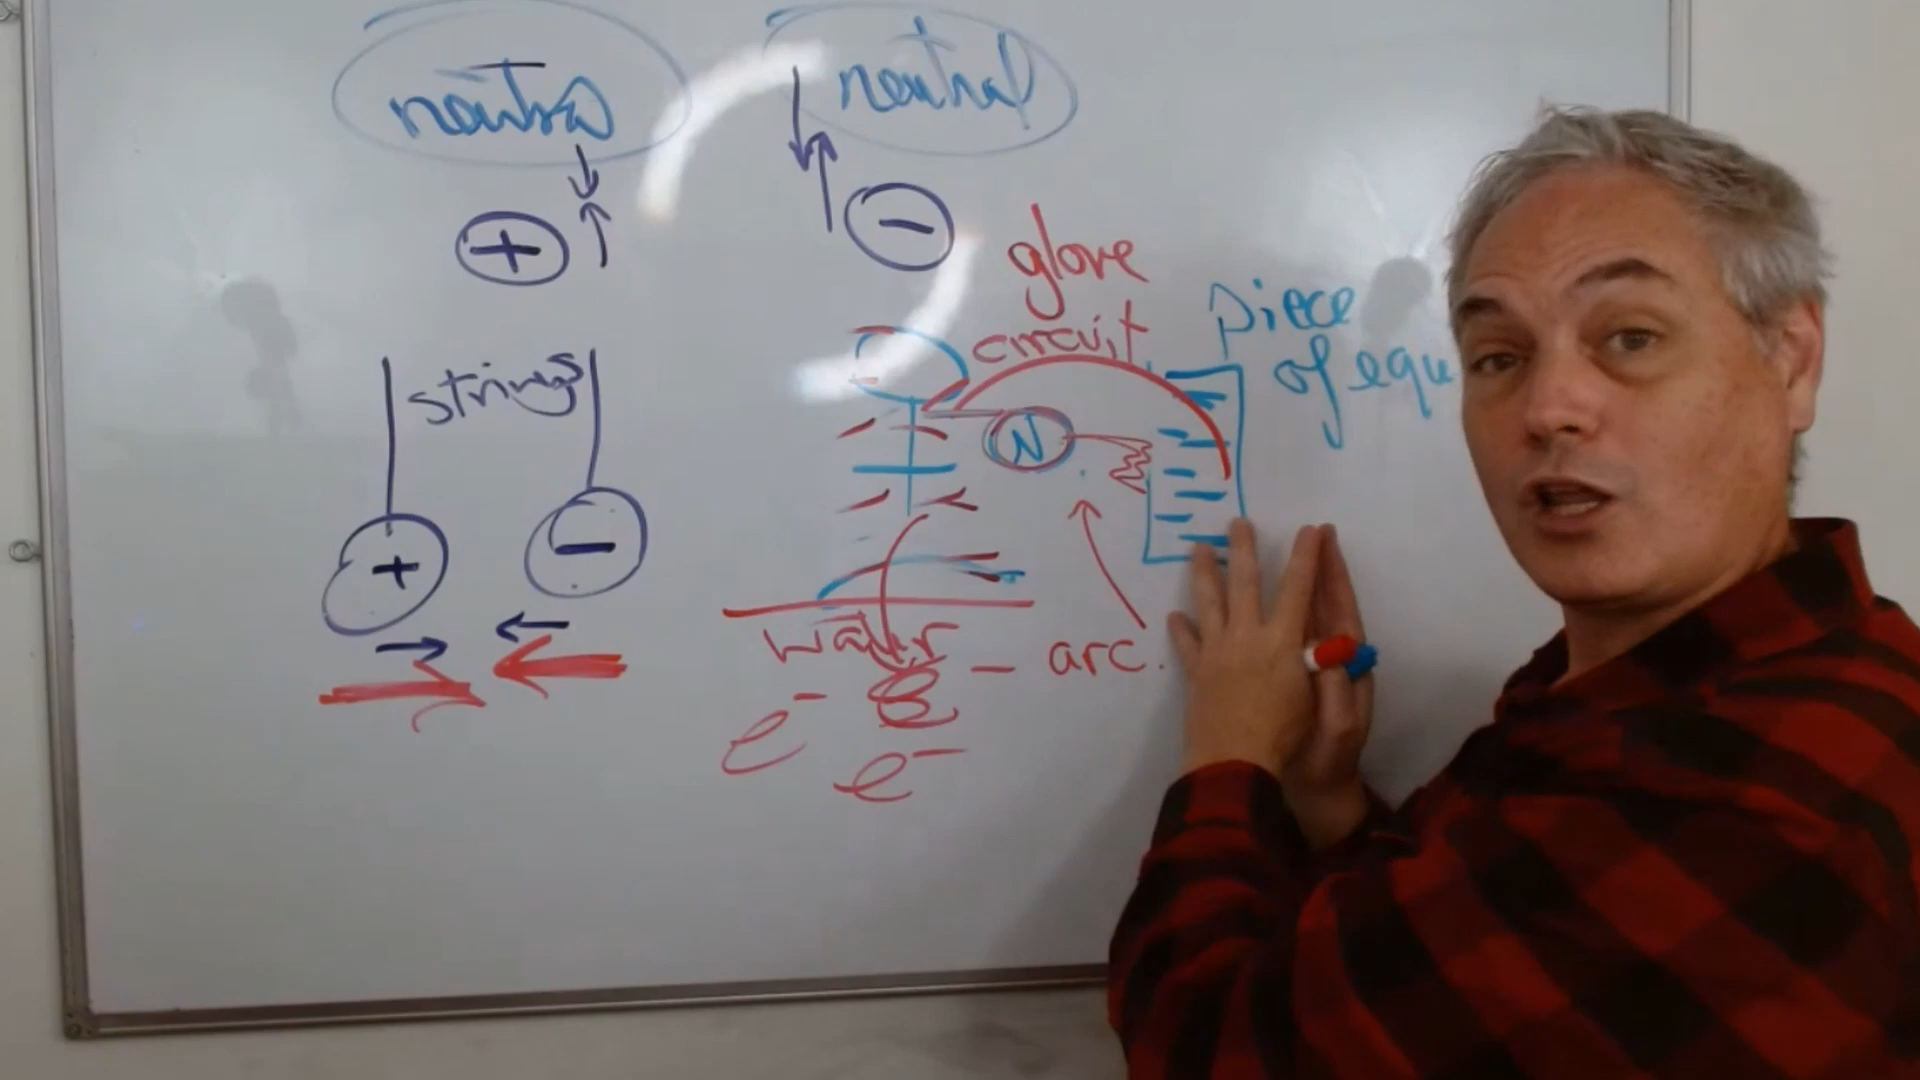 neutral neutral
+ -
glove
circuit
piece
of equ
strings
N
+ -
water
- arc.
e-
e-